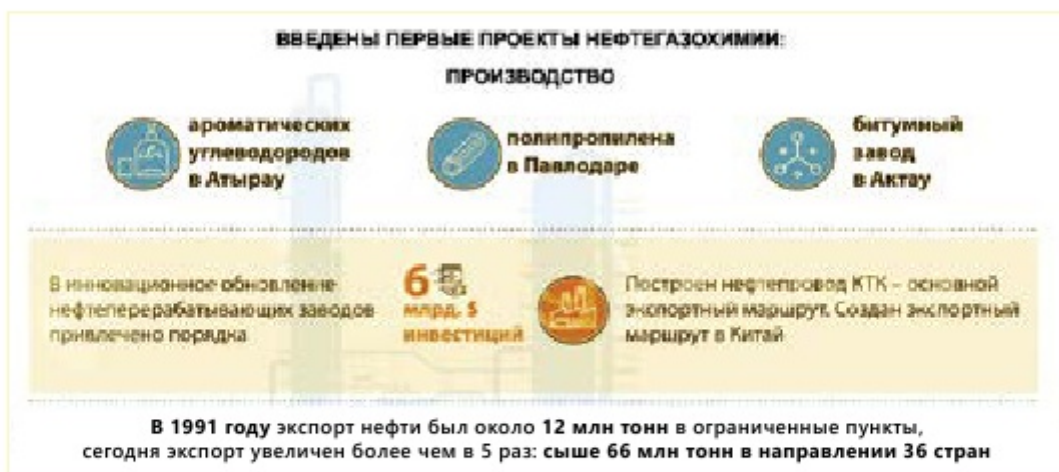 ВВЕДЕНЫ ПЕРВЫЕ ПРОЕКТЫ НЕФТЕГАЗОХИМИИ:
ПРОИЗВОДСТВО
ароматических
углеводородов
в Атырау
полипропилена
в Павлодаре
битумный
завод
в Актау
В инновационное обновление
нефтеперерабатывающих заводов
привлечено порядка
6
млрд. $
инвестиций
Построен нефтепровод КТК – основной
экспортный маршрут. Создан экспортный
маршрут в Китай
В 1991 году экспорт нефти был около 12 млн тонн в ограниченные пункты,
сегодня экспорт увеличен более чем в 5 раз: сыше 66 млн тонн в направлении 36 стран